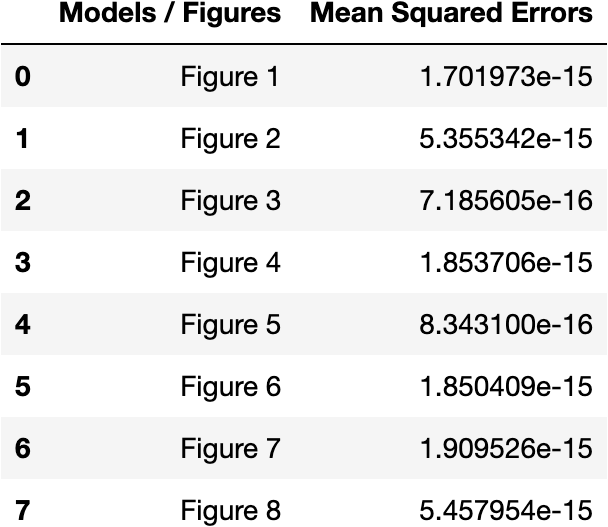 Models / Figures Mean Squared Errors
0 Figure 1 1.701973e-15
1 Figure 2 5.355342e-15
2 Figure 3 7.185605e-16
3 Figure 4 1.853706e-15
4 Figure 5 8.343100e-16
5 Figure 6 1.850409e-15
6 Figure 7 1.909526e-15
7 Figure 8 5.457954e-15